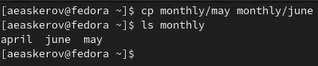 [aeaskerov@fedora ~]$ cp monthly/may monthly/june
[aeaskerov@fedora ~]$ ls monthly
april  june  may
[aeaskerov@fedora ~]$